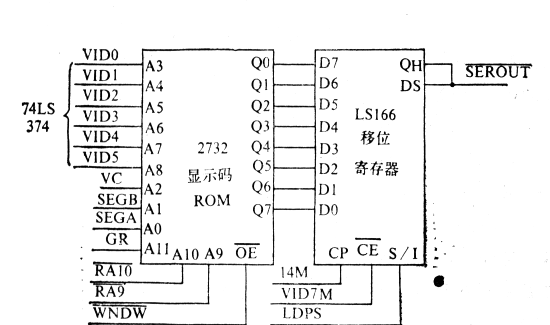 VID0 A3 Q0 D7 QH SEROUT
VID1 A4 Q1 D6 DS
VID2 A5 Q2 D5
74LS
374
VID3 A6 Q3 D4
LS166
移位
寄存器
VID4 A7 Q4 D3
2732
显示码
ROM
VID5 A8 Q5 D2
VC A2 Q6 D1
SEGB A1 Q7 D0
SEGA A0
GR A11 A10 A9 OE CP CE S/I
RA10 14M
RA9 VID7M
WNDW LDPS